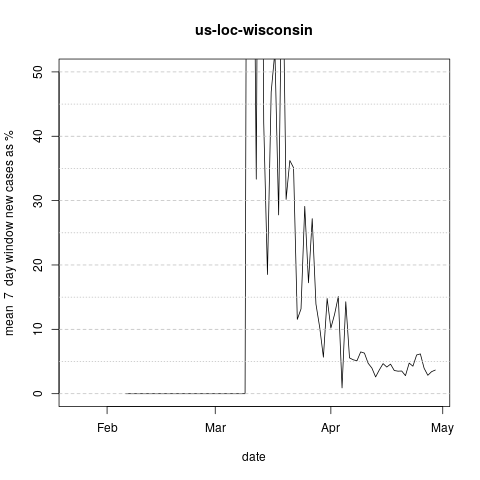 us-loc-wisconsin
mean  7  day window new cases as %
50
40
30
20
10
0
Feb
Mar
Apr
May
date